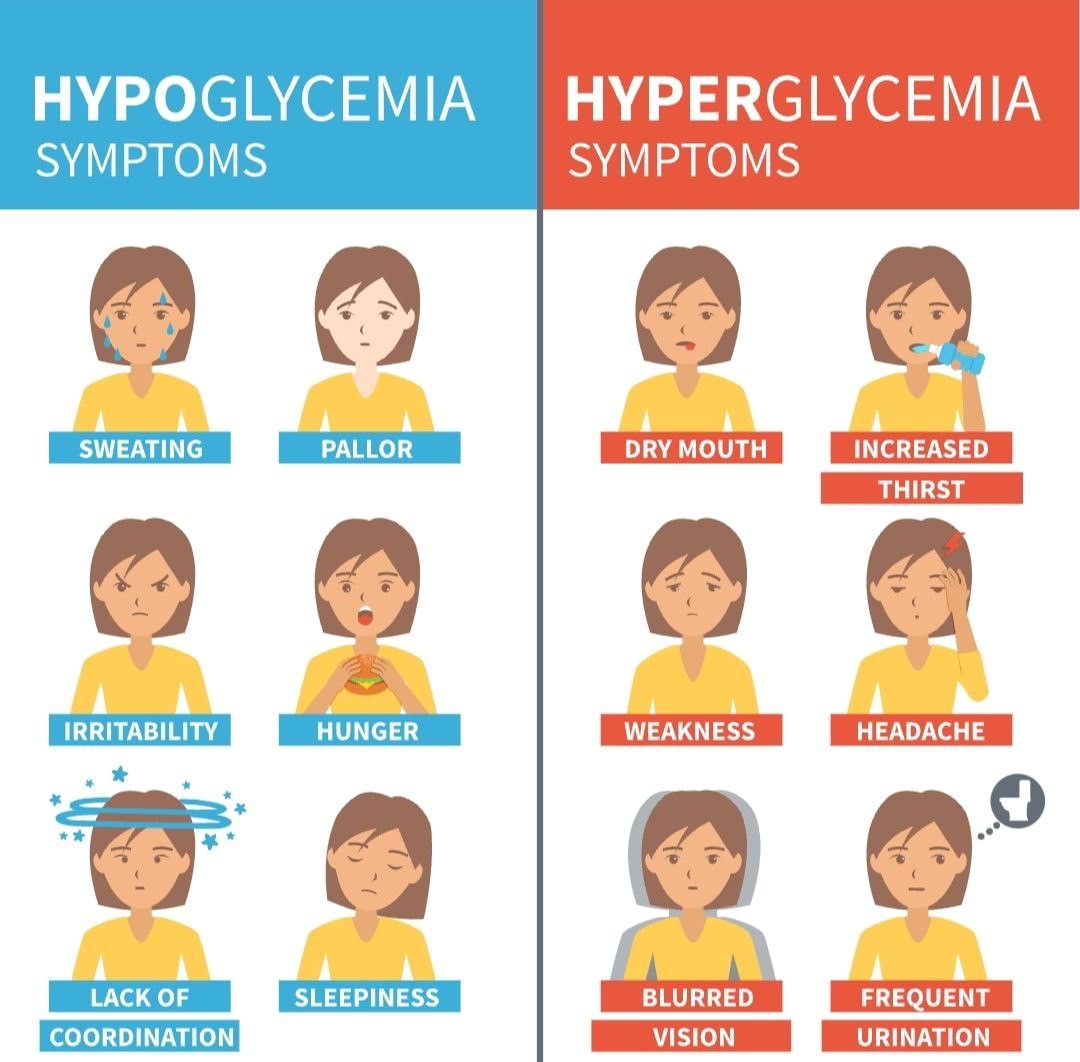 HYPOGLYCEMIA
SYMPTOMS
SWEATING
PALLOR
IRRITABILITY
HUNGER
LACK OF
COORDINATION
SLEEPINESS
HYPERGLYCEMIA
SYMPTOMS
DRY MOUTH
INCREASED
THIRST
WEAKNESS
HEADACHE
BLURRED
VISION
FREQUENT
URINATION